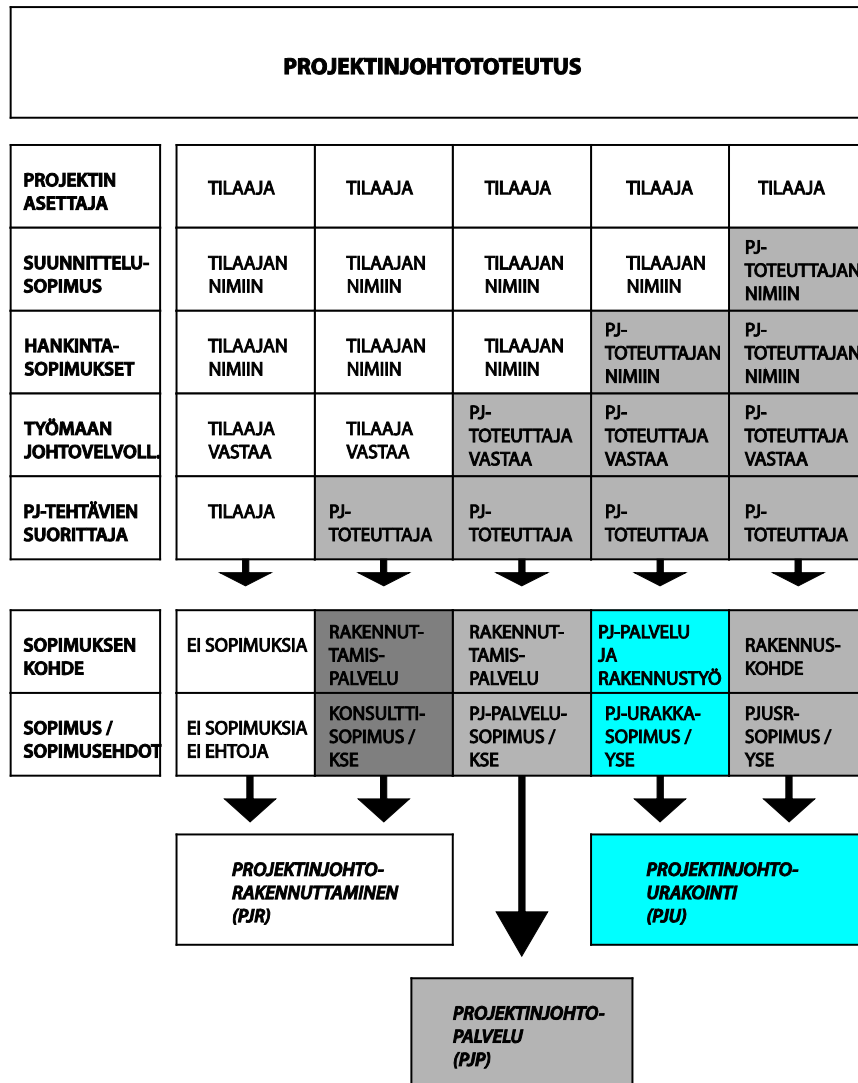 PROJEKTINJOHTOTOTEUTUS
PROJEKTIN
ASETTAJA
TILAAJA
TILAAJA
TILAAJA
TILAAJA
TILAAJA
SUUNNITTELU-
SOPIMUS
TILAAJAN
NIMIIN
TILAAJAN
NIMIIN
TILAAJAN
NIMIIN
TILAAJAN
NIMIIN
PJ-
TOTEUTTAJAN
NIMIIN
HANKINTA-
SOPIMUKSET
TILAAJAN
NIMIIN
TILAAJAN
NIMIIN
TILAAJAN
NIMIIN
PJ-
TOTEUTTAJAN
NIMIIN
PJ-
TOTEUTTAJAN
NIMIIN
TYÖMAAN
JOHTOVELVOLL.
TILAAJA
VASTAA
TILAAJA
VASTAA
PJ-
TOTEUTTAJA
VASTAA
PJ-
TOTEUTTAJA
VASTAA
PJ-
TOTEUTTAJA
VASTAA
PJ-TEHTÄVIEN
SUORITTAJA
TILAAJA
PJ-
TOTEUTTAJA
PJ-
TOTEUTTAJA
PJ-
TOTEUTTAJA
PJ-
TOTEUTTAJA
SOPIMUKSEN
KOHDE
EI SOPIMUKSIA
RAKENNUT-
TAMIS-
PALVELU
RAKENNUT-
TAMIS-
PALVELU
PJ-PALVELU
JA
RAKENNUSTYÖ
RAKENNUS-
KOHDE
SOPIMUS /
SOPIMUSEHDOT
EI SOPIMUKSIA
EI EHTOJA
KONSULTTI-
SOPIMUS /
KSE
PJ-PALVELU-
SOPIMUS /
KSE
PJ-URAKKA-
SOPIMUS /
YSE
PJUSR-
SOPIMUS /
YSE
PROJEKTINJOHTO-
RAKENNUTTAMINEN
(PJR)
PROJEKTINJOHTO-
URAKOINTI
(PJU)
PROJEKTINJOHTO-
PALVELU
(PJP)